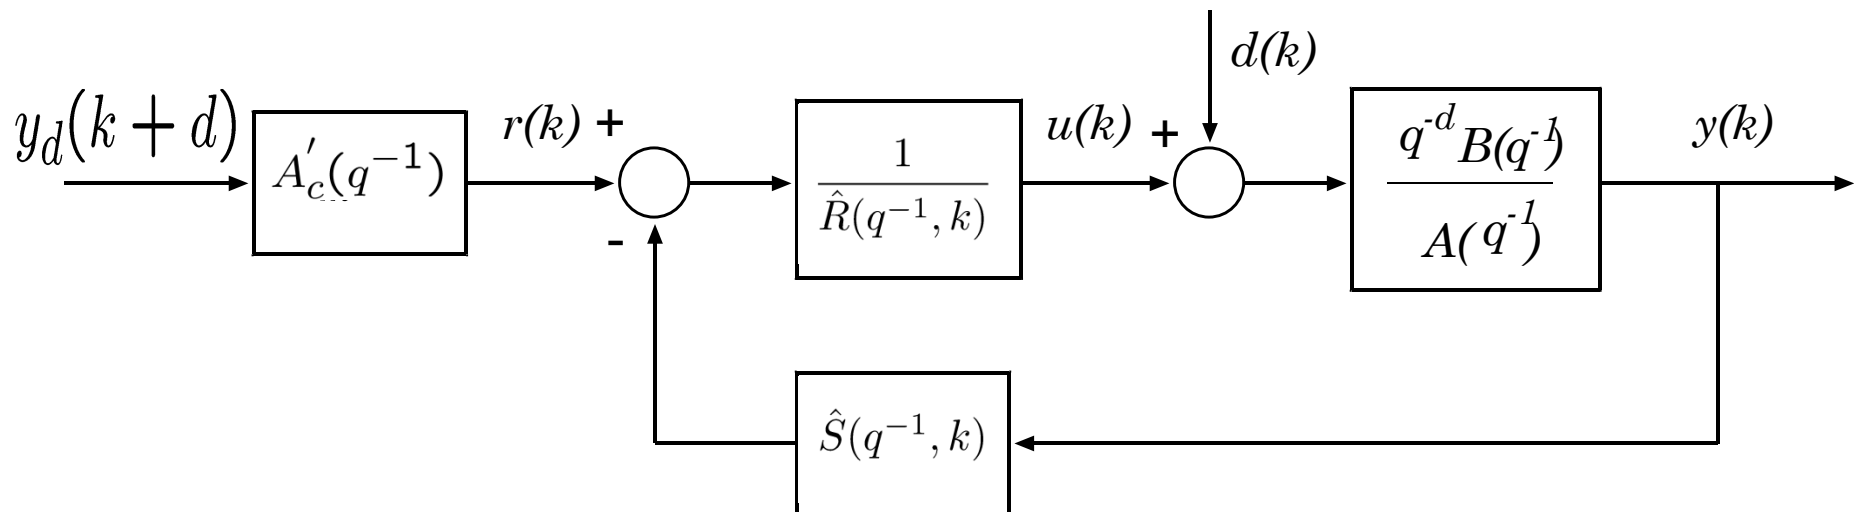 d(k)
y_d(k + d)
A'_c(q^{-1})
r(k) +
1
\hat{R}(q^{-1}, k)
u(k) +
q^{-d} B(q^{-1})
A(q^{-1})
y(k)
-
\hat{S}(q^{-1}, k)